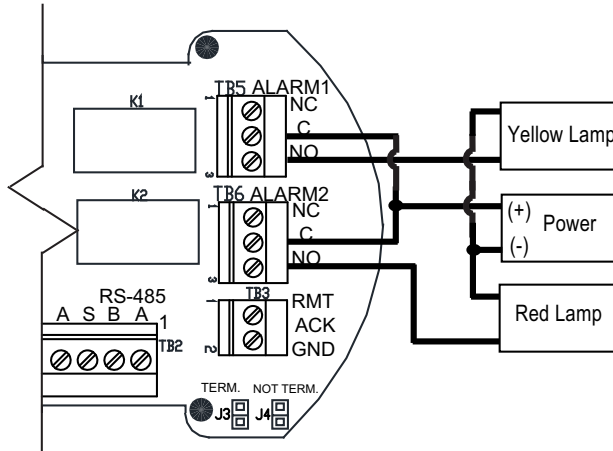 K1
TB5 ALARM1
1
NC
C
NO
3
Yellow Lamp
K2
TB6 ALARM2
1
NC
C
NO
3
(+) Power
(-)
Red Lamp
RS-485
A S B A 1
TB2
TB3
1
RMT
ACK
2
GND
TERM. NOT TERM.
J3 J4